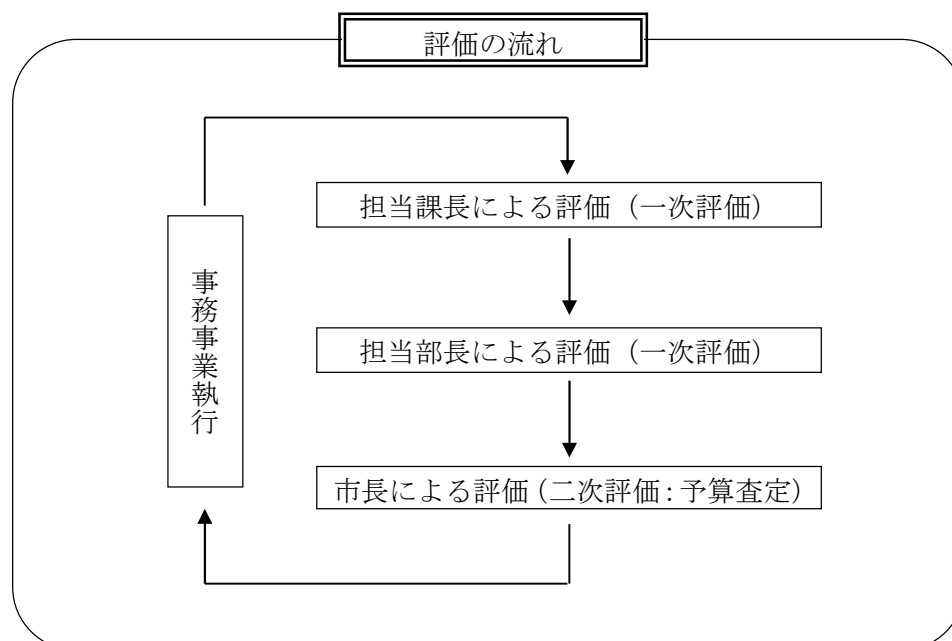 評価の流れ
担当課長による評価（一次評価）
事務事業執行
担当部長による評価（一次評価）
市長による評価（二次評価：予算査定）